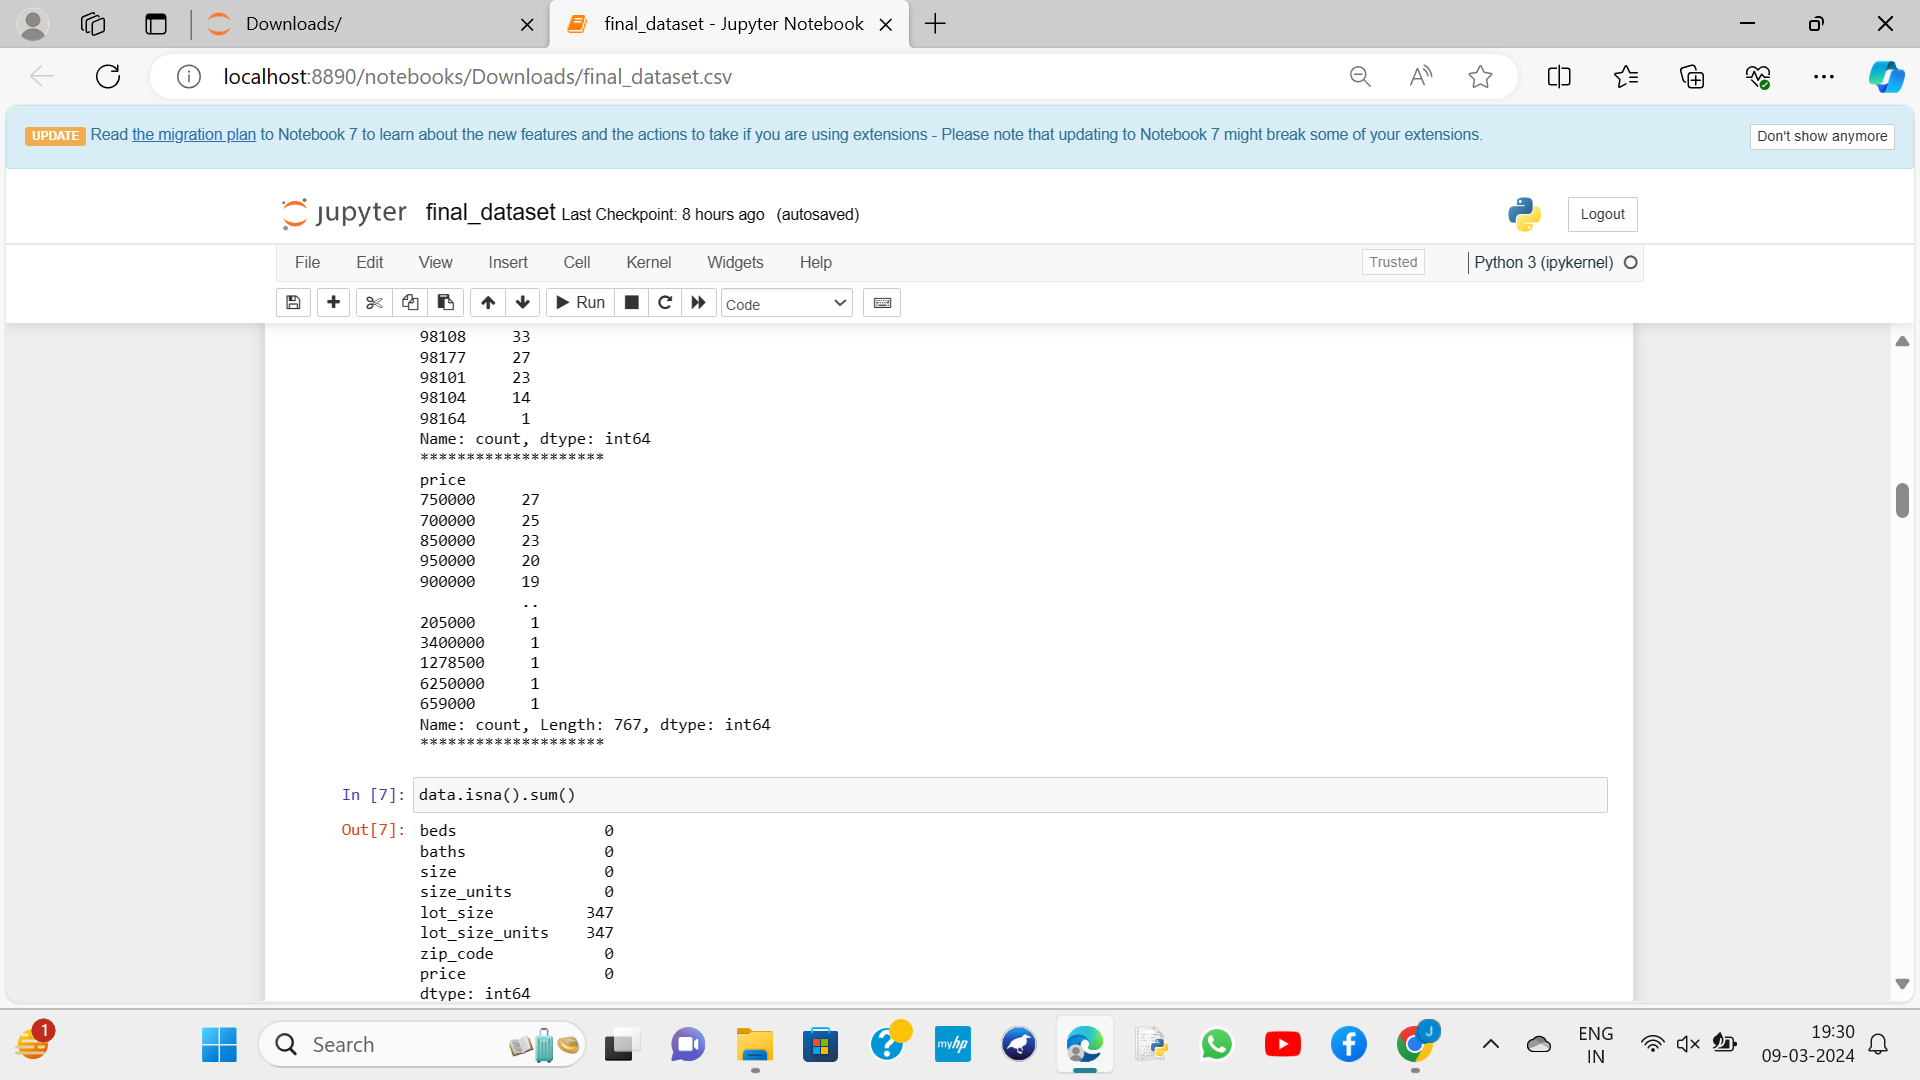 Downloads/
final_dataset - Jupyter Notebook
localhost:8890/notebooks/Downloads/final_dataset.csv
UPDATE Read the migration plan to Notebook 7 to learn about the new features and the actions to take if you are using extensions - Please note that updating to Notebook 7 might break some of your extensions.
Don't show anymore
jupyter final_dataset Last Checkpoint: 8 hours ago (autosaved)
Logout
File Edit View Insert Cell Kernel Widgets Help
Trusted
Python 3 (ipykernel)
Run
Code
98108 33
98177 27
98101 23
98104 14
98164 1
Name: count, dtype: int64
********************
price
750000 27
700000 25
850000 23
950000 20
900000 19
..
205000 1
3400000 1
1278500 1
6250000 1
659000 1
Name: count, Length: 767, dtype: int64
********************
In [7]: data.isna().sum()
Out[7]: beds 0
baths 0
size 0
size_units 0
lot_size 347
lot_size_units 347
zip_code 0
price 0
dtype: int64
1
Search
myhp
J
ENG
IN
19:30
09-03-2024